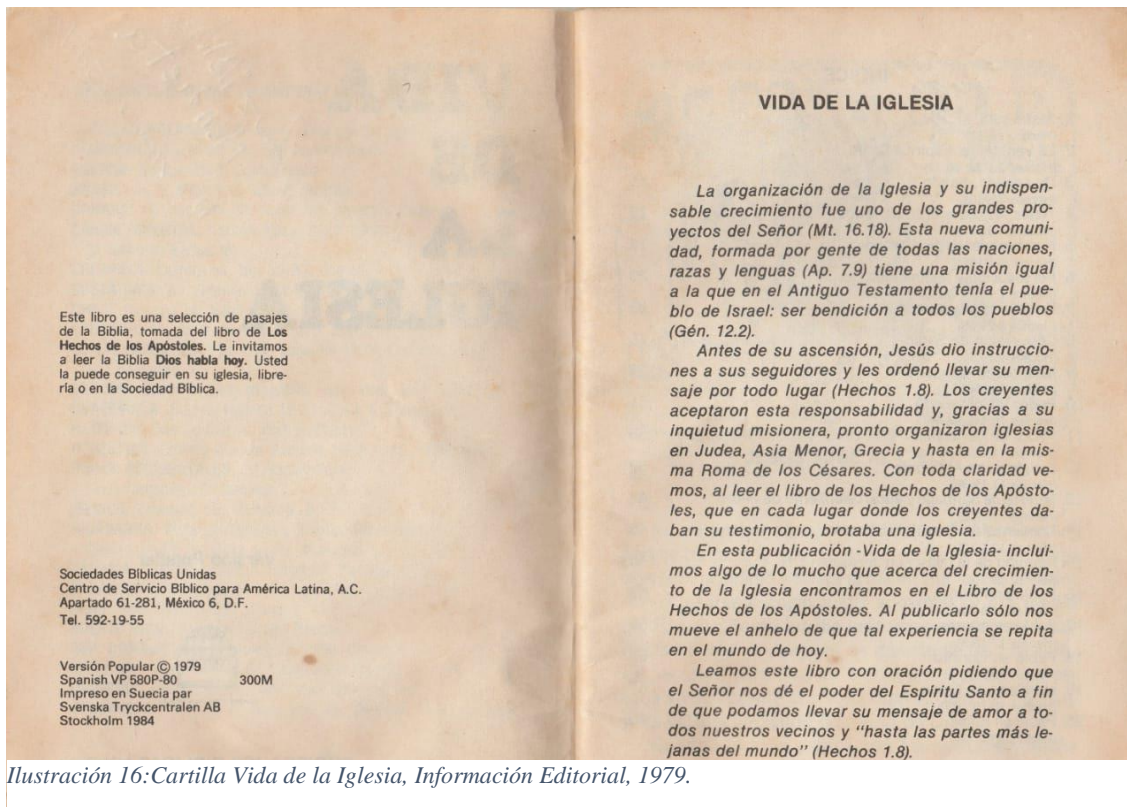 Este libro es una selección de pasajes
de la Biblia, tomada del libro de Los
Hechos de los Apóstoles. Le invitamos
a leer la Biblia Dios habla hoy. Usted
la puede conseguir en su iglesia, libre-
ría o en la Sociedad Bíblica.
Sociedades Bíblicas Unidas
Centro de Servicio Bíblico para América Latina, A.C.
Apartado 61-281, México 6, D.F.
Tel. 592-19-55
Versión Popular © 1979
Spanish VP 580P-80 300M
Impreso en Suecia par
Svenska Tryckcentralen AB
Stockholm 1984
VIDA DE LA IGLESIA
La organización de la Iglesia y su indispen-
sable crecimiento fue uno de los grandes pro-
yectos del Señor (Mt. 16.18). Esta nueva comuni-
dad, formada por gente de todas las naciones,
razas y lenguas (Ap. 7.9) tiene una misión igual
a la que en el Antiguo Testamento tenía el pue-
blo de Israel: ser bendición a todos los pueblos
(Gén. 12.2).
Antes de su ascensión, Jesús dio instruccio-
nes a sus seguidores y les ordenó llevar su men-
saje por todo lugar (Hechos 1.8). Los creyentes
aceptaron esta responsabilidad y, gracias a su
inquietud misionera, pronto organizaron iglesias
en Judea, Asia Menor, Grecia y hasta en la mis-
ma Roma de los Césares. Con toda claridad ve-
mos, al leer el libro de los Hechos de los Apósto-
les, que en cada lugar donde los creyentes da-
ban su testimonio, brotaba una iglesia.
En esta publicación -Vida de la Iglesia- inclui-
mos algo de lo mucho que acerca del crecimien-
to de la Iglesia encontramos en el Libro de los
Hechos de los Apóstoles. Al publicarlo sólo nos
mueve el anhelo de que tal experiencia se repita
en el mundo de hoy.
Leamos este libro con oración pidiendo que
el Señor nos dé el poder del Espíritu Santo a fin
de que podamos llevar su mensaje de amor a to-
dos nuestros vecinos y "hasta las partes más le-
janas del mundo" (Hechos 1.8).
Ilustración 16:Cartilla Vida de la Iglesia, Información Editorial, 1979.